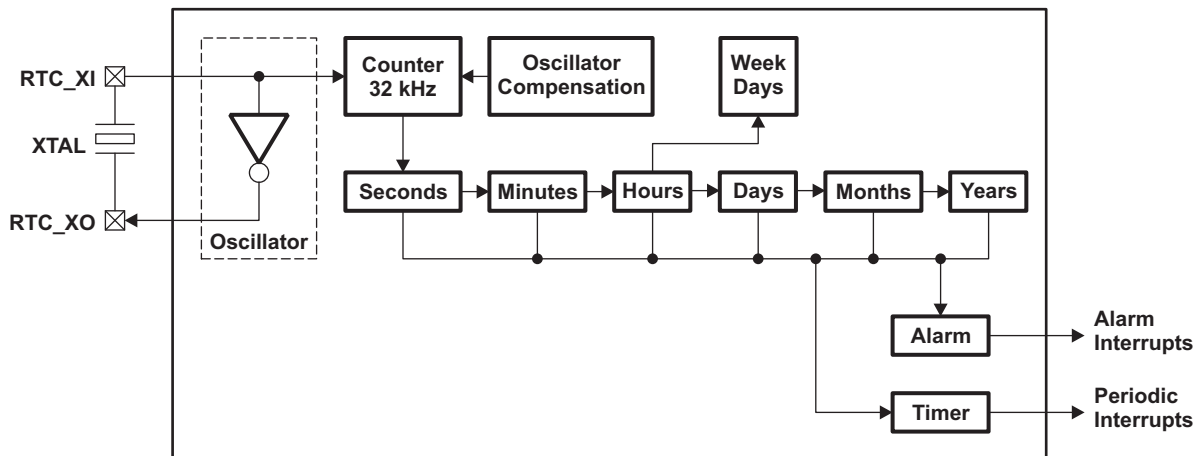 RTC_XI
XTAL
RTC_XO
Oscillator
Counter
32 kHz
Oscillator
Compensation
Week
Days
Seconds
Minutes
Hours
Days
Months
Years
Alarm
Alarm
Interrupts
Timer
Periodic
Interrupts